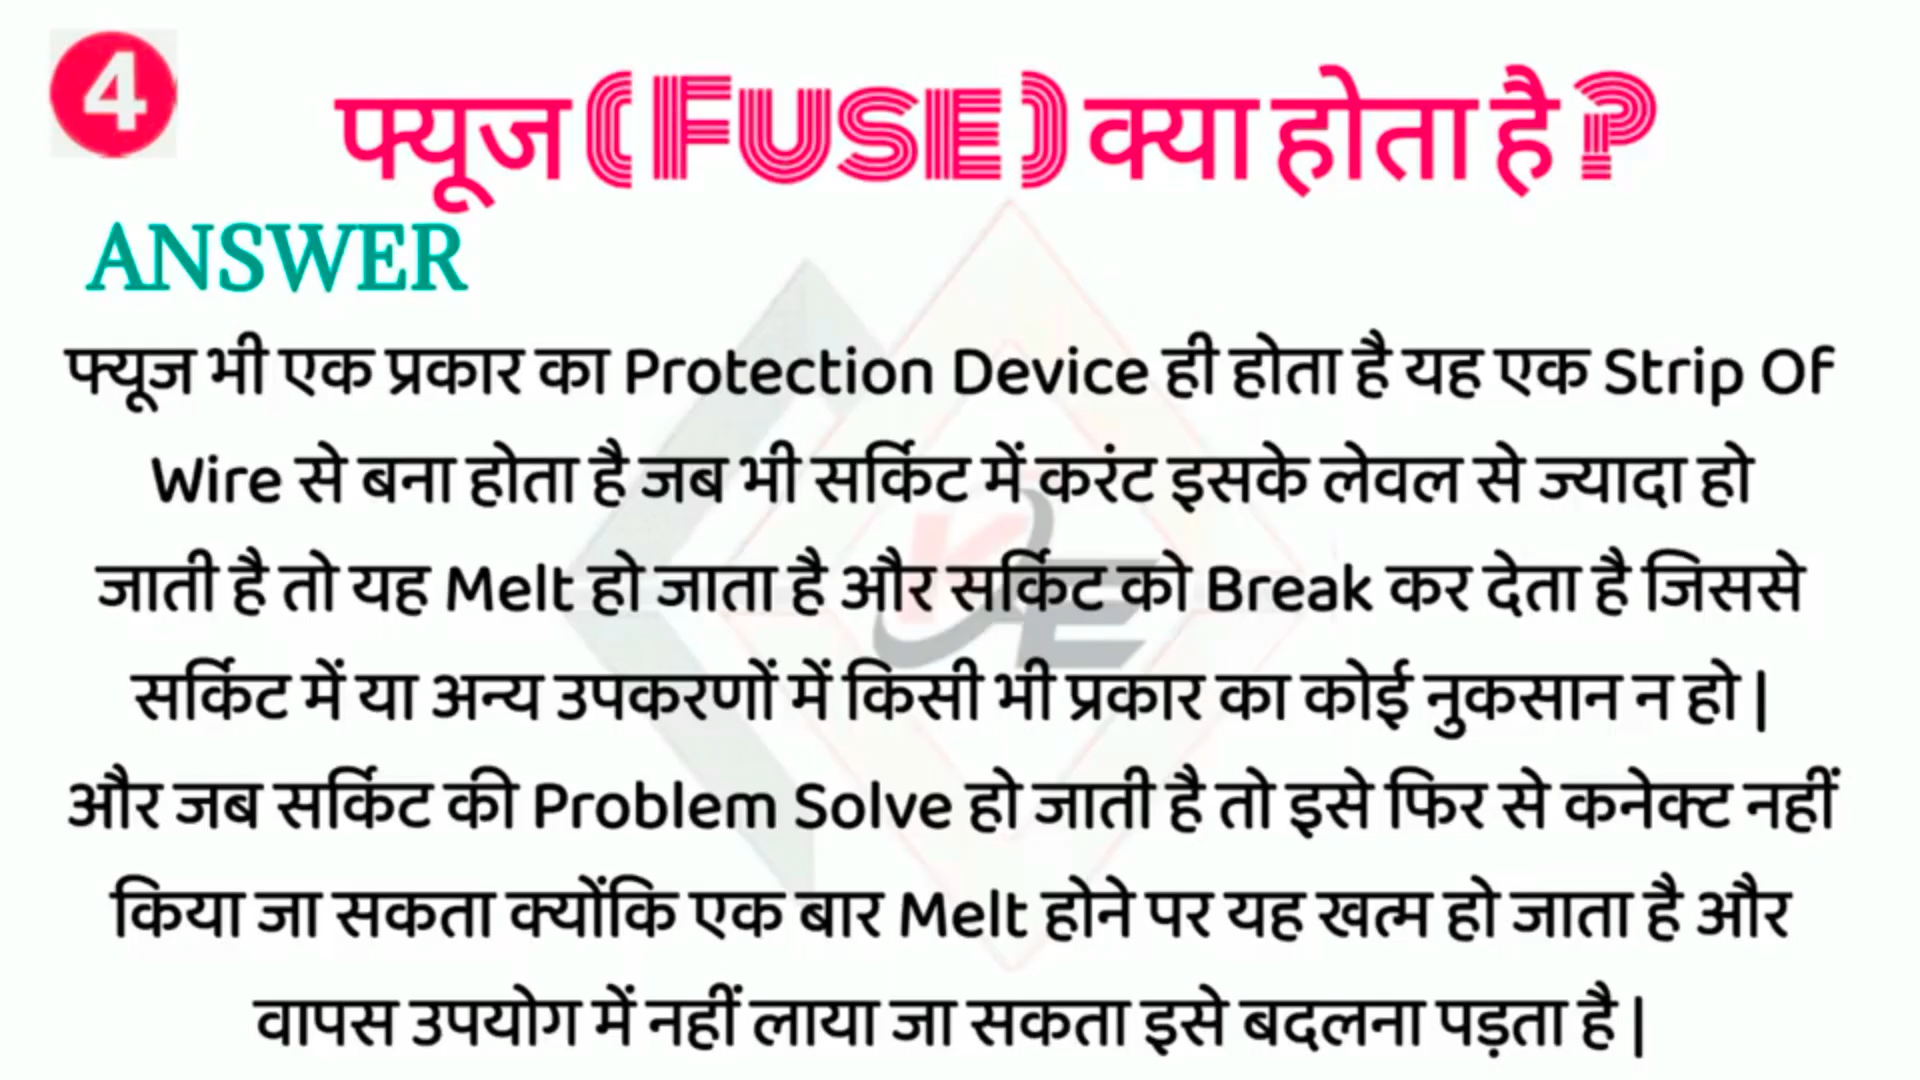 4
फ्यूज (FUSE) क्या होता है ?
ANSWER
फ्यूज भी एक प्रकार का Protection Device ही होता है यह एक Strip Of
Wire से बना होता है जब भी सर्किट में करंट इसके लेवल से ज्यादा हो
जाती है तो यह Melt हो जाता है और सर्किट को Break कर देता है जिससे
सर्किट में या अन्य उपकरणों में किसी भी प्रकार का कोई नुकसान न हो |
और जब सर्किट की Problem Solve हो जाती है तो इसे फिर से कनेक्ट नहीं
किया जा सकता क्योंकि एक बार Melt होने पर यह खत्म हो जाता है और
वापस उपयोग में नहीं लाया जा सकता इसे बदलना पड़ता है |
KE